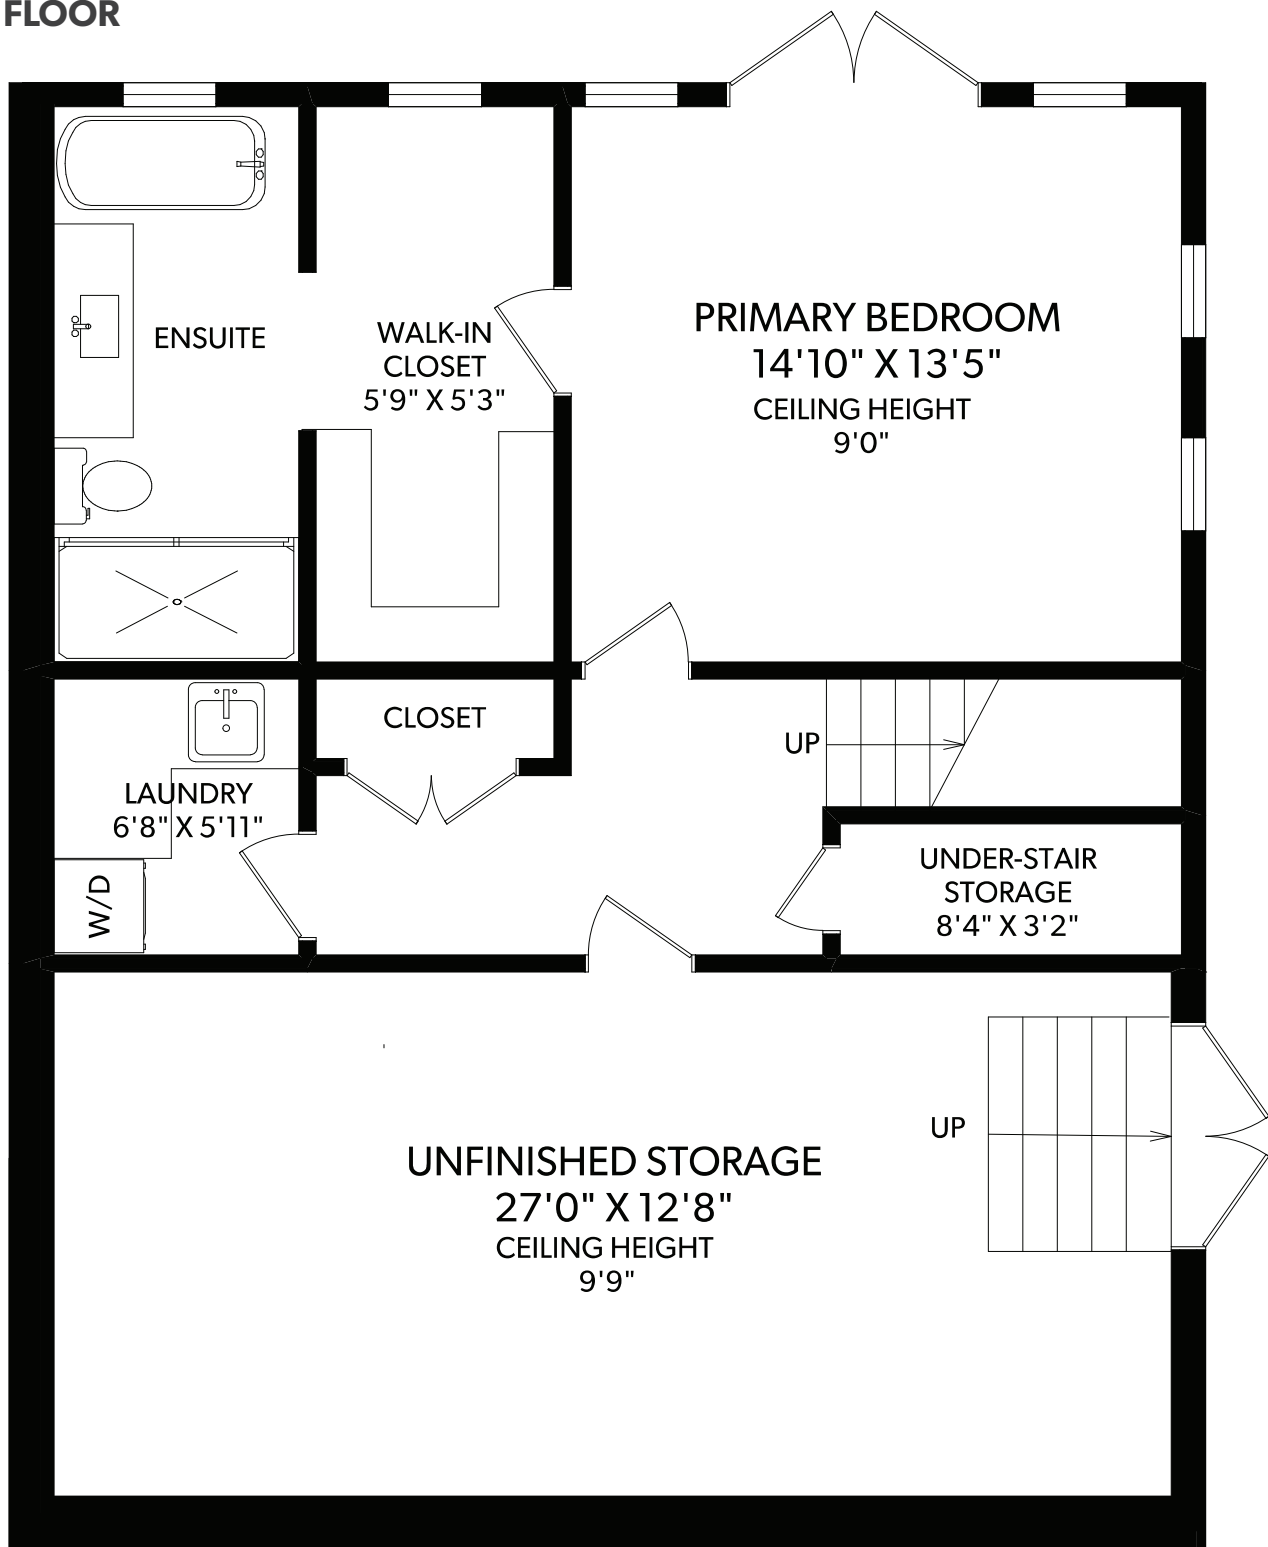 FLOOR
ENSUITE
WALK-IN
CLOSET
5'9" X 5'3"
PRIMARY BEDROOM
14'10" X 13'5"
CEILING HEIGHT
9'0"
CLOSET
UP
LAUNDRY
6'8" X 5'11"
W/D
UNDER-STAIR
STORAGE
8'4" X 3'2"
UP
UNFINISHED STORAGE
27'0" X 12'8"
CEILING HEIGHT
9'9"